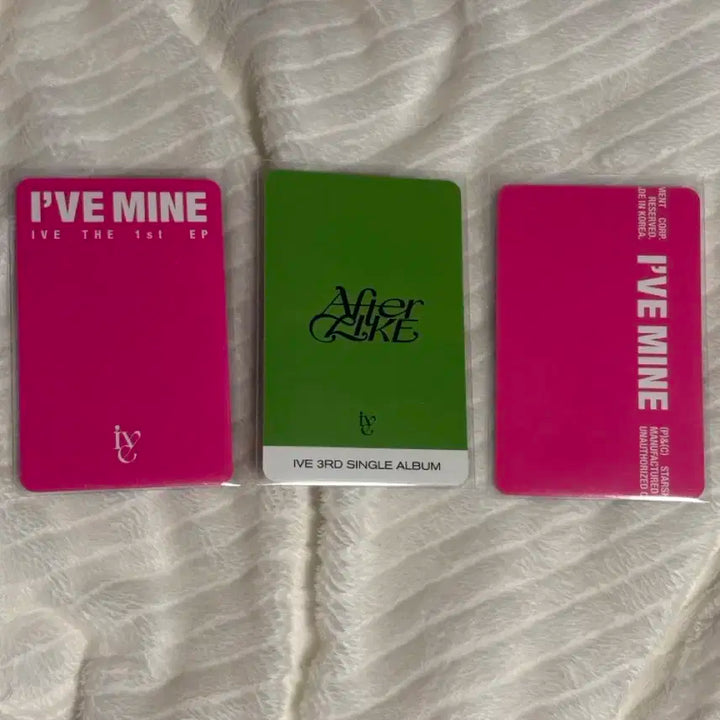 I'VE MINE
IVE THE 1st EP
ive
After
LIKE
ive
IVE 3RD SINGLE ALBUM
MENT CORP.
RESERVED.
DE IN KOREA.
I'VE MINE
(P)&(C) STARSH
MANUFACTURED
UNAUTHORIZED C